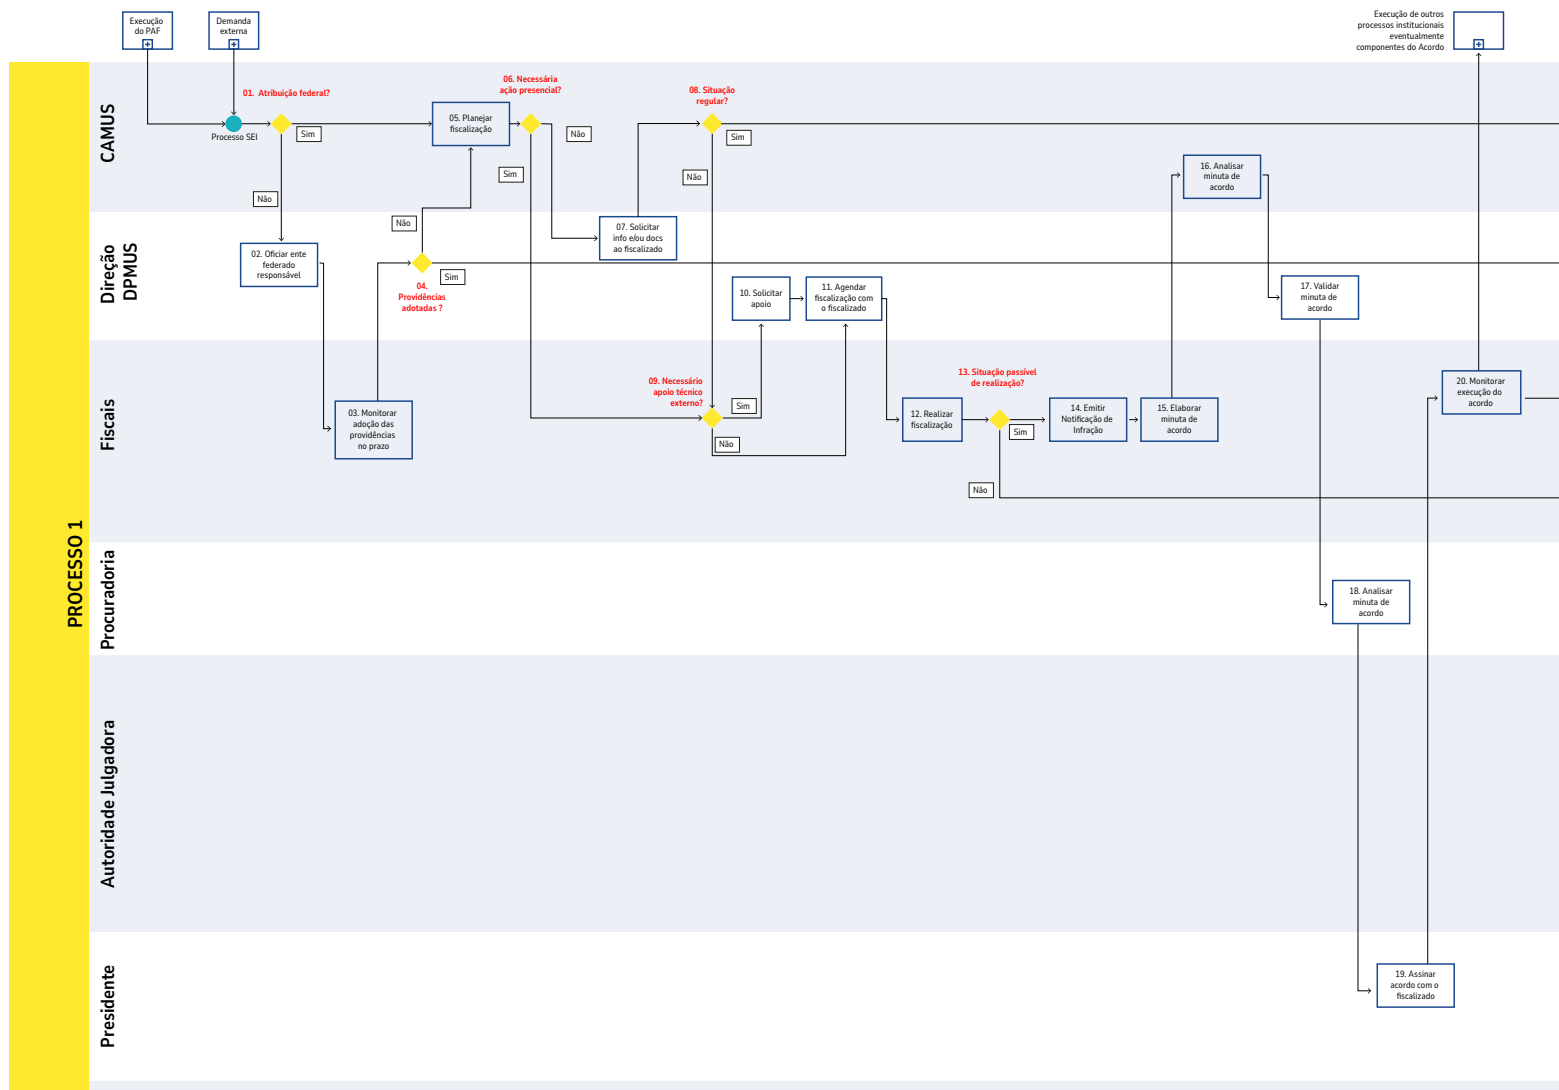 Execução
do PAF
Demanda
externa
Execução de outros
processos institucionais
eventualmente
componentes do Acordo
PROCESSO 1
CAMUS
01. Atribuição federal?
Processo SEI
Sim
Não
05. Planejar
fiscalização
06. Necessária
ação presencial?
Não
Sim
08. Situação
regular?
Sim
Não
16. Analisar
minuta de
acordo
Direção
DPMUS
02. Oficiar ente
federado
responsável
Não
Sim
04.
Providências
adotadas ?
07. Solicitar
info e/ou docs
ao fiscalizado
10. Solicitar
apoio
11. Agendar
fiscalização com
o fiscalizado
17. Validar
minuta de
acordo
Fiscais
03. Monitorar
adoção das
providências
no prazo
09. Necessário
apoio técnico
externo?
Sim
Não
12. Realizar
fiscalização
13. Situação passível
de realização?
Sim
Não
14. Emitir
Notificação de
Infração
15. Elaborar
minuta de
acordo
20. Monitorar
execução do
acordo
Procuradoria
18. Analisar
minuta de
acordo
Autoridade Julgadora
Presidente
19. Assinar
acordo com o
fiscalizado